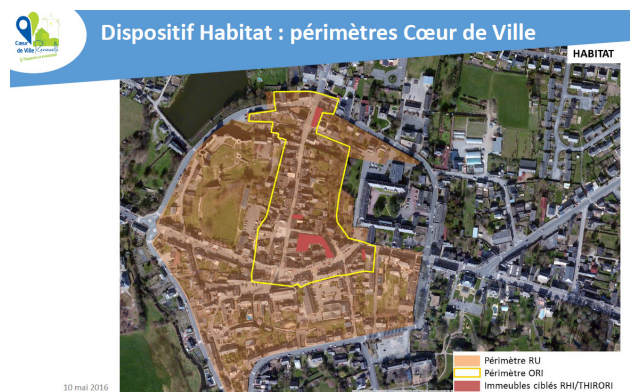 Dispositif Habitat : périmètres Cœur de Ville
Cœur
de Ville
HABITAT
Périmètre RU
Périmètre ORI
Immeubles ciblés RHI/THIRORI
10 mai 2016